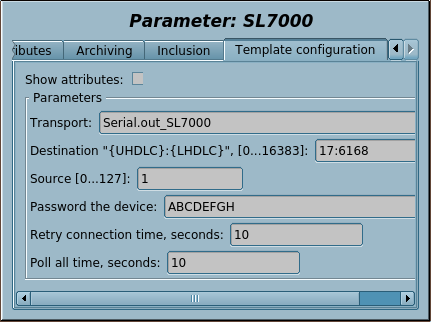 Parameter: SL7000
ibutes Archiving Inclusion Template configuration
Show attributes:
Parameters
Transport: Serial.out_SL7000
Destination "{UHDLC}:{LHDLC}", [0...16383]: 17:6168
Source [0...127]: 1
Password the device: ABCDEFGH
Retry connection time, seconds: 10
Poll all time, seconds: 10